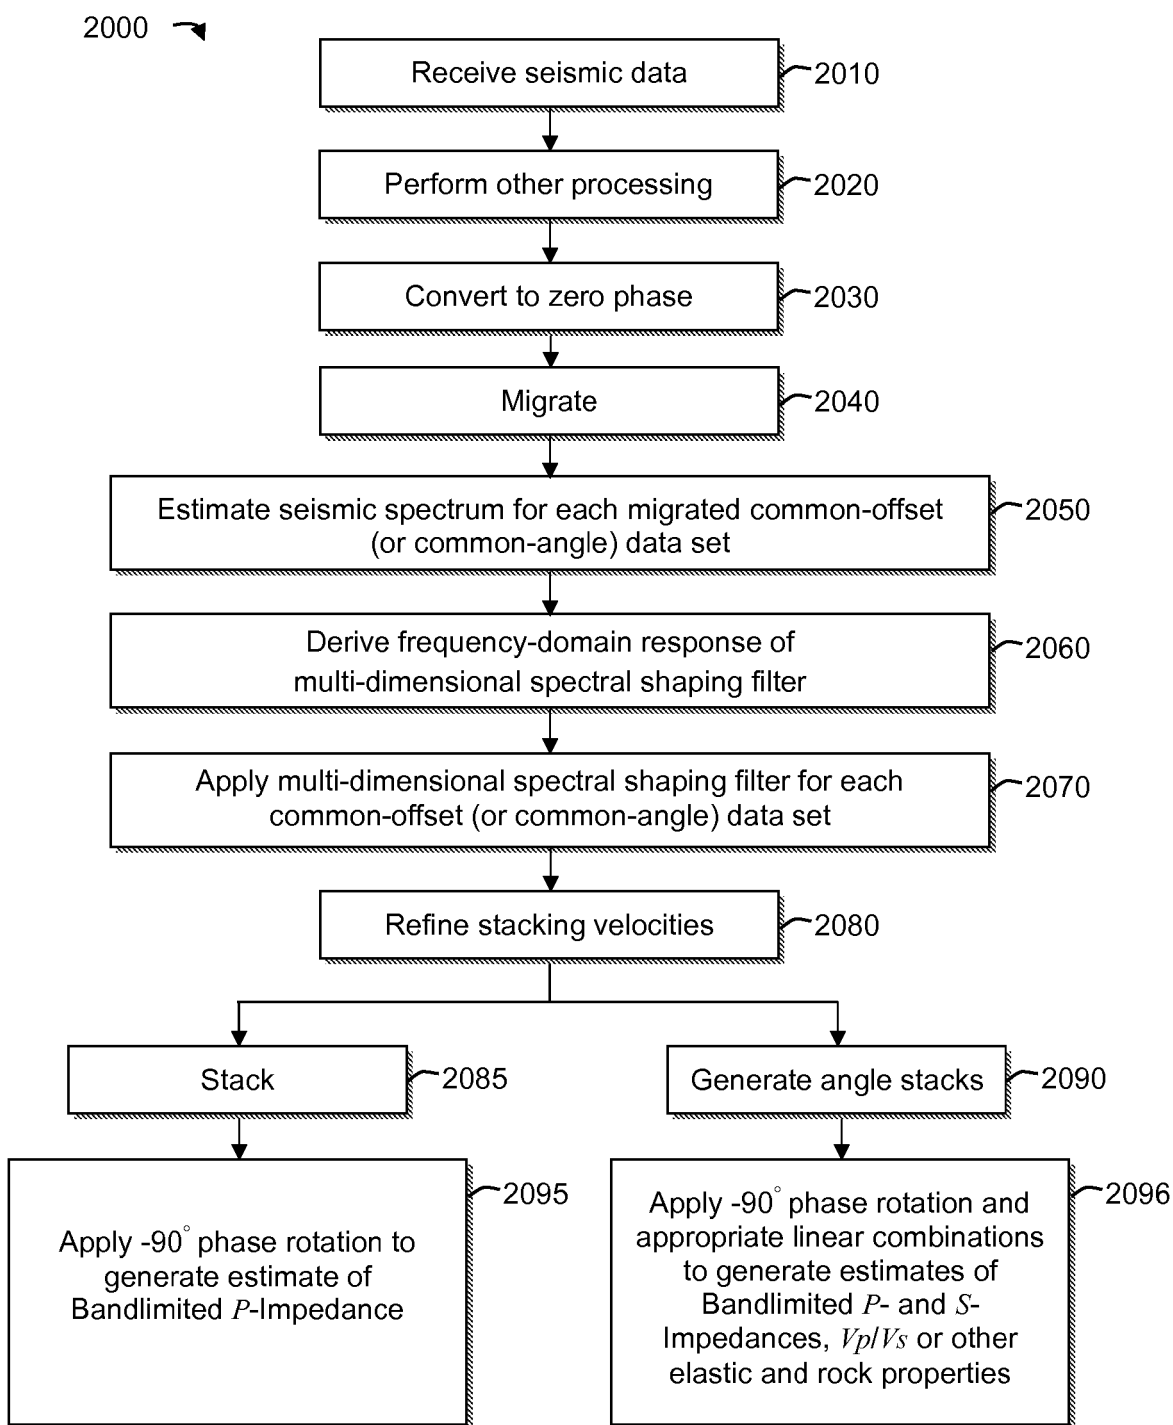 2000
Receive seismic data
2010
Perform other processing
2020
Convert to zero phase
2030
Migrate
2040
Estimate seismic spectrum for each migrated common-offset
(or common-angle) data set
2050
Derive frequency-domain response of
multi-dimensional spectral shaping filter
2060
Apply multi-dimensional spectral shaping filter for each
common-offset (or common-angle) data set
2070
Refine stacking velocities
2080
Stack
2085
Generate angle stacks
2090
Apply -90° phase rotation to
generate estimate of
Bandlimited P-Impedance
2095
Apply -90° phase rotation and
appropriate linear combinations
to generate estimates of
Bandlimited P- and S-
Impedances, Vp/Vs or other
elastic and rock properties
2096